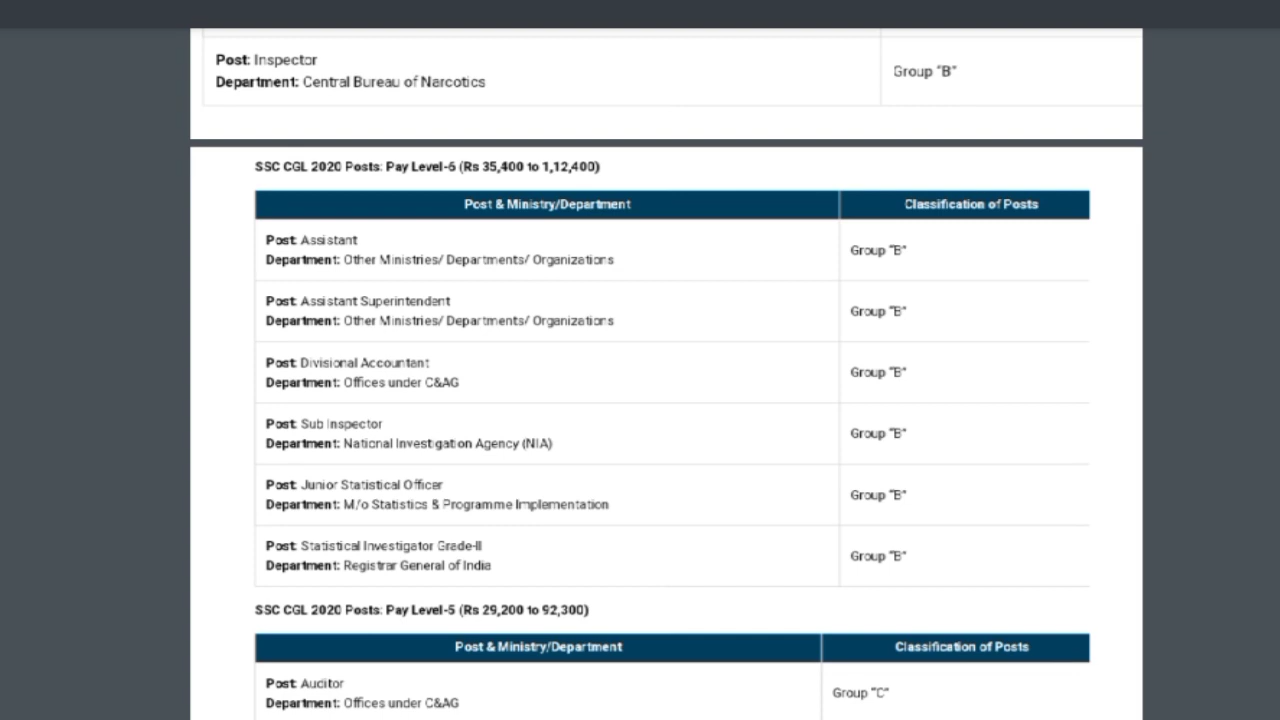 Post: Inspector
Department: Central Bureau of Narcotics
Group "B"
SSC CGL 2020 Posts: Pay Level-6 (Rs 35,400 to 1,12,400)
Post & Ministry/Department
Classification of Posts
Post: Assistant
Department: Other Ministries/ Departments/ Organizations
Group "B"
Post: Assistant Superintendent
Department: Other Ministries/ Departments/ Organizations
Group "B"
Post: Divisional Accountant
Department: Offices under C&AG
Group "B"
Post: Sub Inspector
Department: National Investigation Agency (NIA)
Group "B"
Post: Junior Statistical Officer
Department: M/o Statistics & Programme Implementation
Group "B"
Post: Statistical Investigator Grade-II
Department: Registrar General of India
Group "B"
SSC CGL 2020 Posts: Pay Level-5 (Rs 29,200 to 92,300)
Post & Ministry/Department
Classification of Posts
Post: Auditor
Department: Offices under C&AG
Group "C"